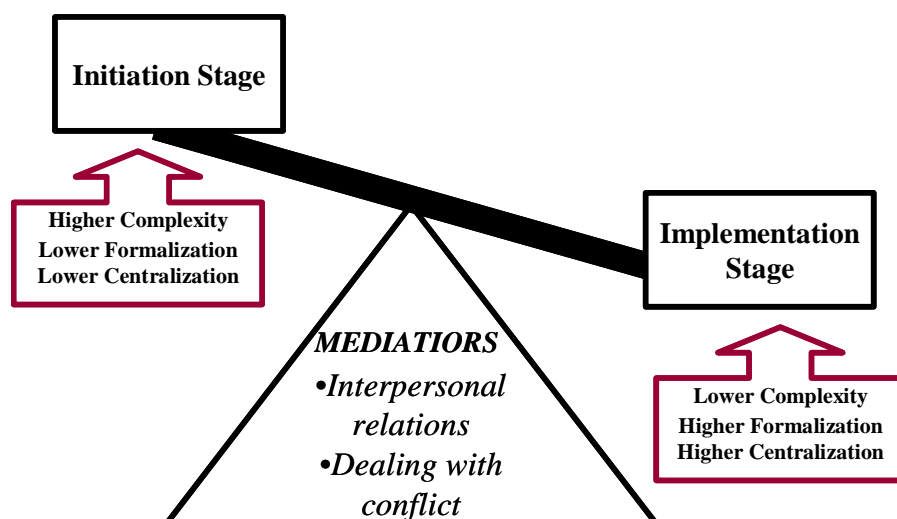 Initiation Stage
Higher Complexity
Lower Formalization
Lower Centralization
Implementation
Stage
MEDIATIORS
•Interpersonal
relations
•Dealing with
conflict
Lower Complexity
Higher Formalization
Higher Centralization